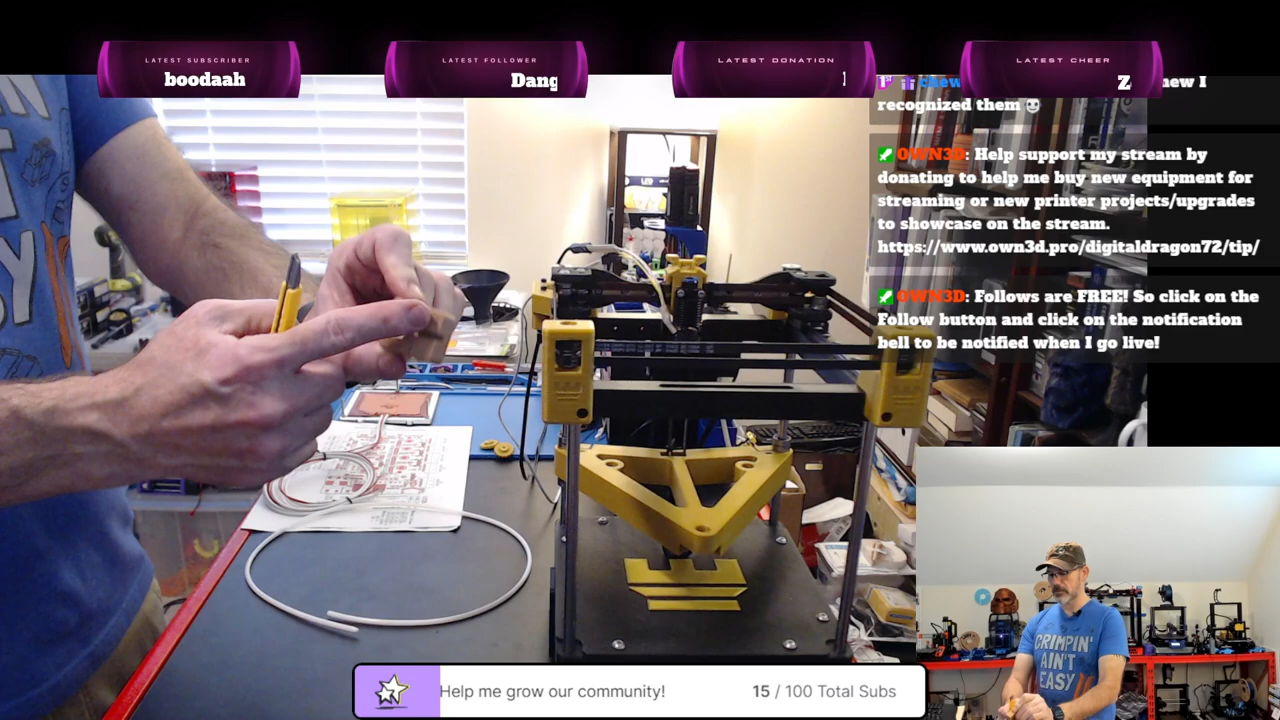 LATEST SUBSCRIBER
boodaah
LATEST FOLLOWER
Dang
LATEST DONATION
LATEST CHEER
Z
chew
new I
recognized them
OWN3D: Help support my stream by
donating to help me buy new equipment for
streaming or new printer projects/upgrades
to showcase on the stream.
https://www.own3d.pro/digitaldragon72/tip/
OWN3D: Follows are FREE! So click on the
Follow button and click on the notification
bell to be notified when I go live!
CRIMPIN'
AIN'T
EASY
Help me grow our community!
15 / 100 Total Subs